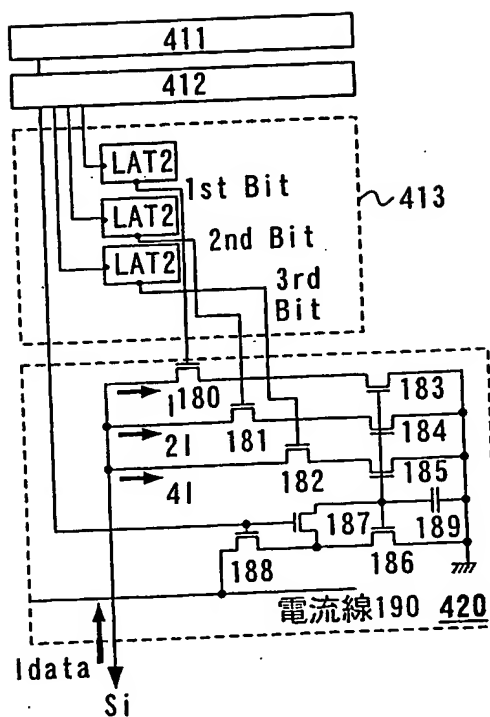 411
412
LAT2
1st Bit
413
LAT2
2nd Bit
LAT2
3rd
Bit
I
180
183
2I
181
184
4I
182
185
187
189
188
186
電流線190
420
Idata
Si